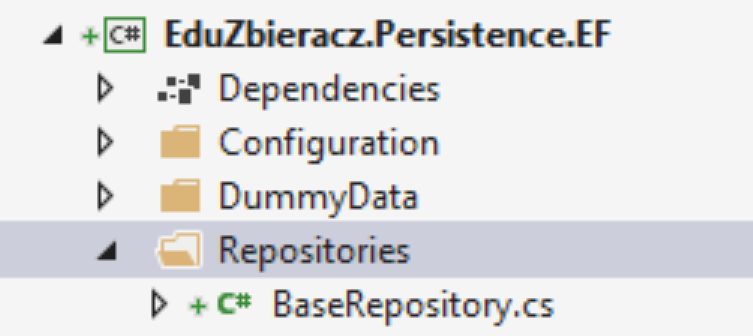 + C# EduZbieracz.Persistence.EF
Dependencies
Configuration
DummyData
Repositories
+ C# BaseRepository.cs